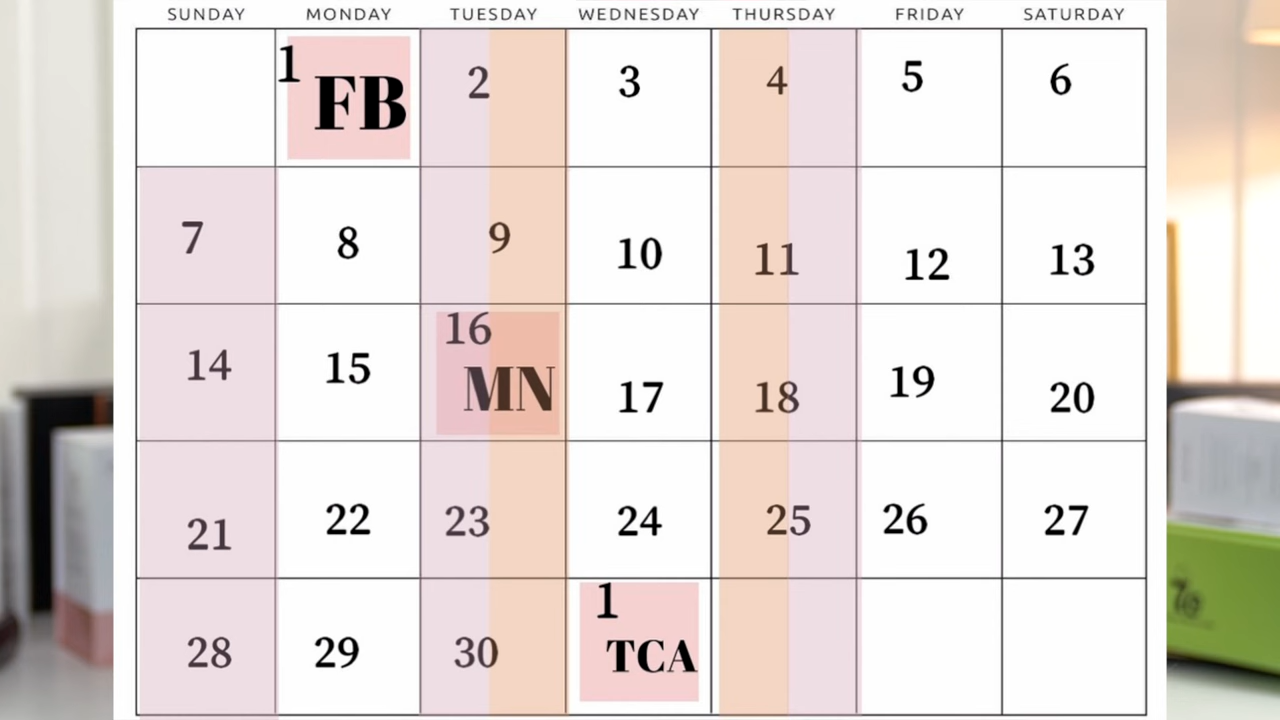 SUNDAY MONDAY TUESDAY WEDNESDAY THURSDAY FRIDAY SATURDAY
1 FB 2 3 4 5 6
7 8 9 10 11 12 13
14 15 16 MN 17 18 19 20
21 22 23 24 25 26 27
28 29 30 1 TCA